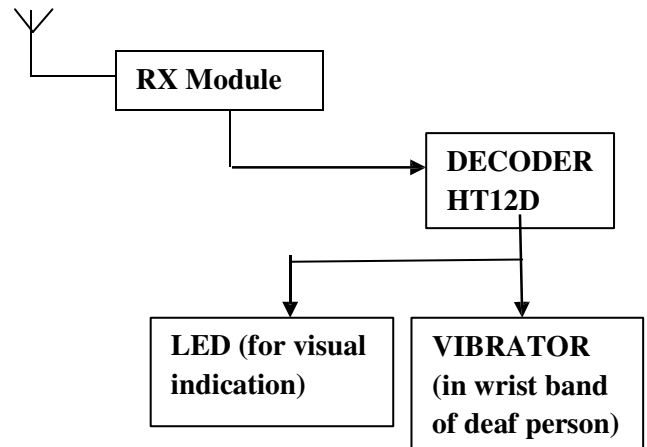 RX Module
DECODER
HT12D
LED (for visual
indication)
VIBRATOR
(in wrist band
of deaf person)